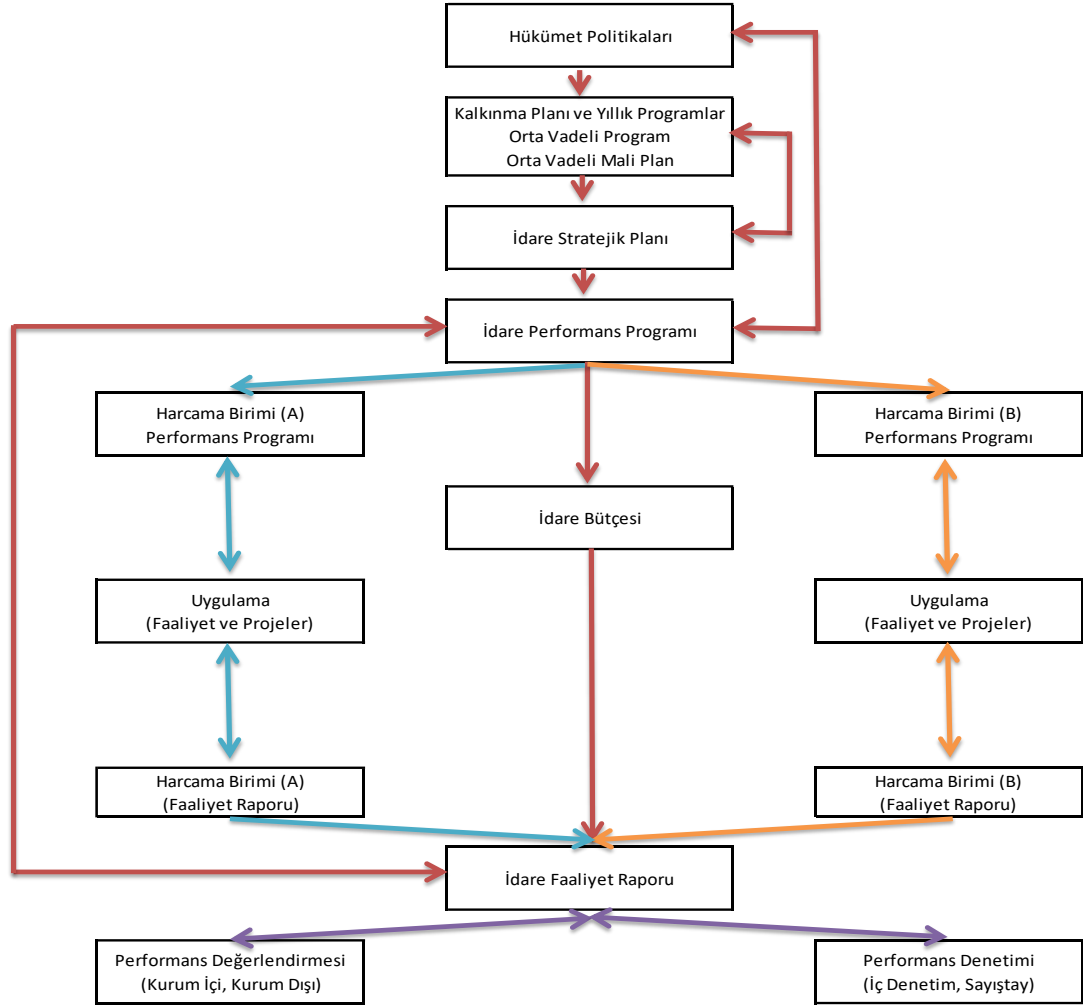 Hükümet Politikaları
Kalkınma Planı ve Yıllık Programlar
Orta Vadeli Program
Orta Vadeli Mali Plan
İdare Stratejik Planı
İdare Performans Programı
Harcama Birimi (A)
Performans Programı
Harcama Birimi (B)
Performans Programı
İdare Bütçesi
Uygulama
(Faaliyet ve Projeler)
Uygulama
(Faaliyet ve Projeler)
Harcama Birimi (A)
(Faaliyet Raporu)
Harcama Birimi (B)
(Faaliyet Raporu)
İdare Faaliyet Raporu
Performans Değerlendirmesi
(Kurum İçi, Kurum Dışı)
Performans Denetimi
(İç Denetim, Sayıştay)